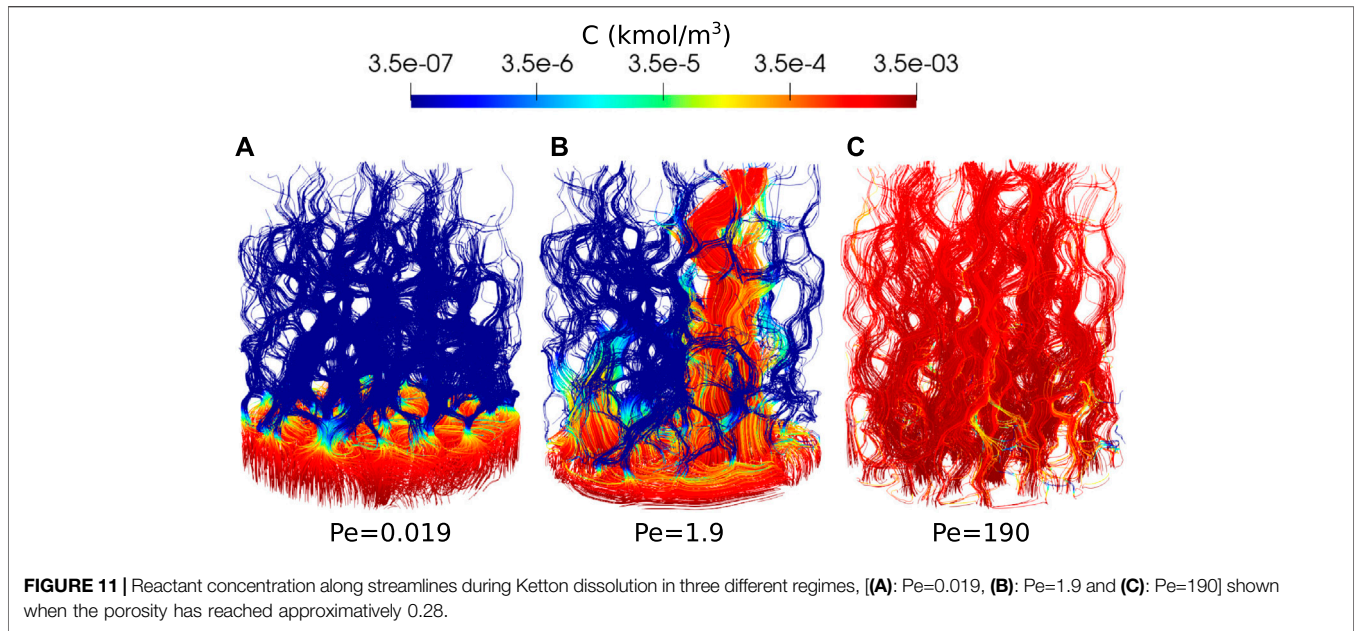 C (kmol/m³)
3.5e-07 3.5e-6 3.5e-5 3.5e-4 3.5e-03
A B C
Pe=0.019 Pe=1.9 Pe=190
FIGURE 11 | Reactant concentration along streamlines during Ketton dissolution in three different regimes, [(A): Pe=0.019, (B): Pe=1.9 and (C): Pe=190] shown
when the porosity has reached approximatively 0.28.